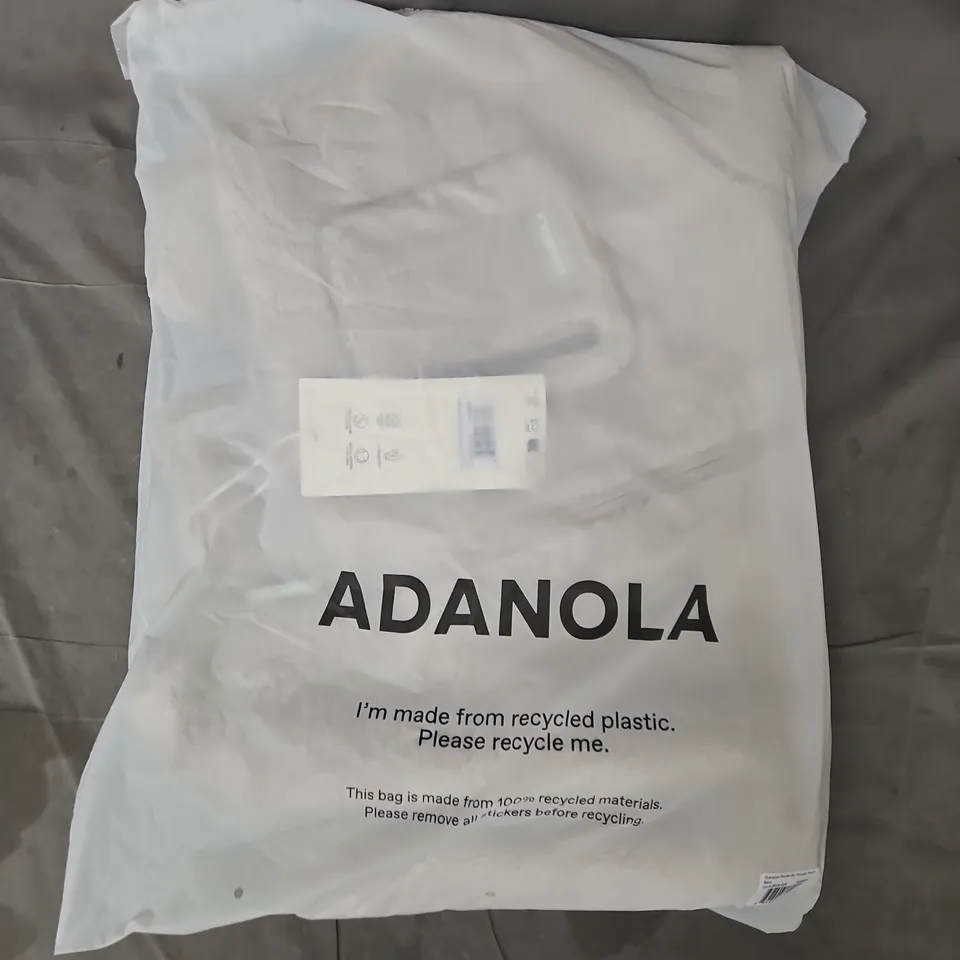 ADANOLA
I'm made from recycled plastic.
Please recycle me.
This bag is made from 100% recycled materials.
Please remove all stickers before recycling.